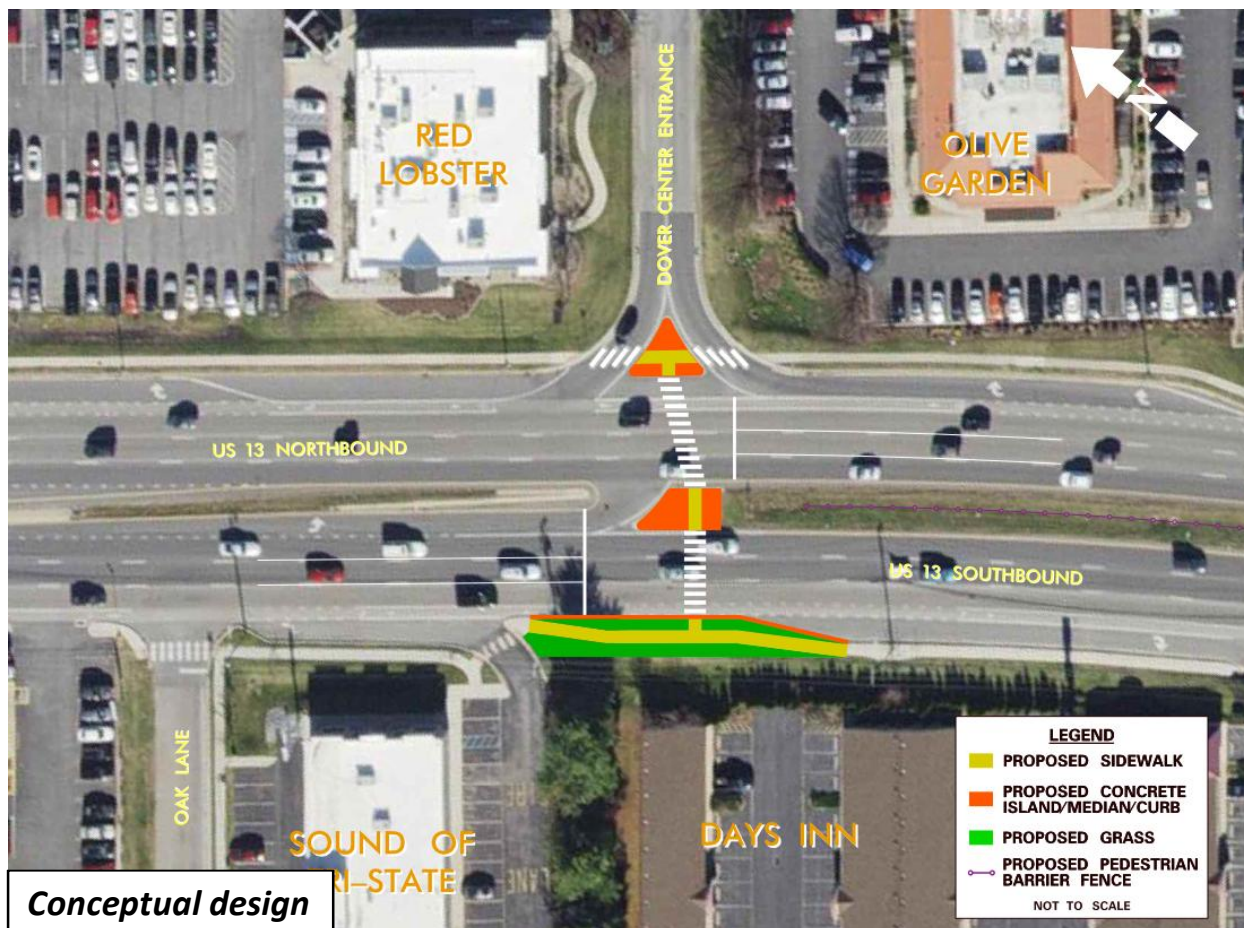 RED
LOBSTER
DOVER CENTER ENTRANCE
OLIVE
GARDEN
N
US 13 NORTHBOUND
US 13 SOUTHBOUND
OAK LANE
SOUND OF
TRI-STATE
DAYS INN
LEGEND
PROPOSED SIDEWALK
PROPOSED CONCRETE
ISLAND/MEDIAN/CURB
PROPOSED GRASS
PROPOSED PEDESTRIAN
BARRIER FENCE
NOT TO SCALE
Conceptual design